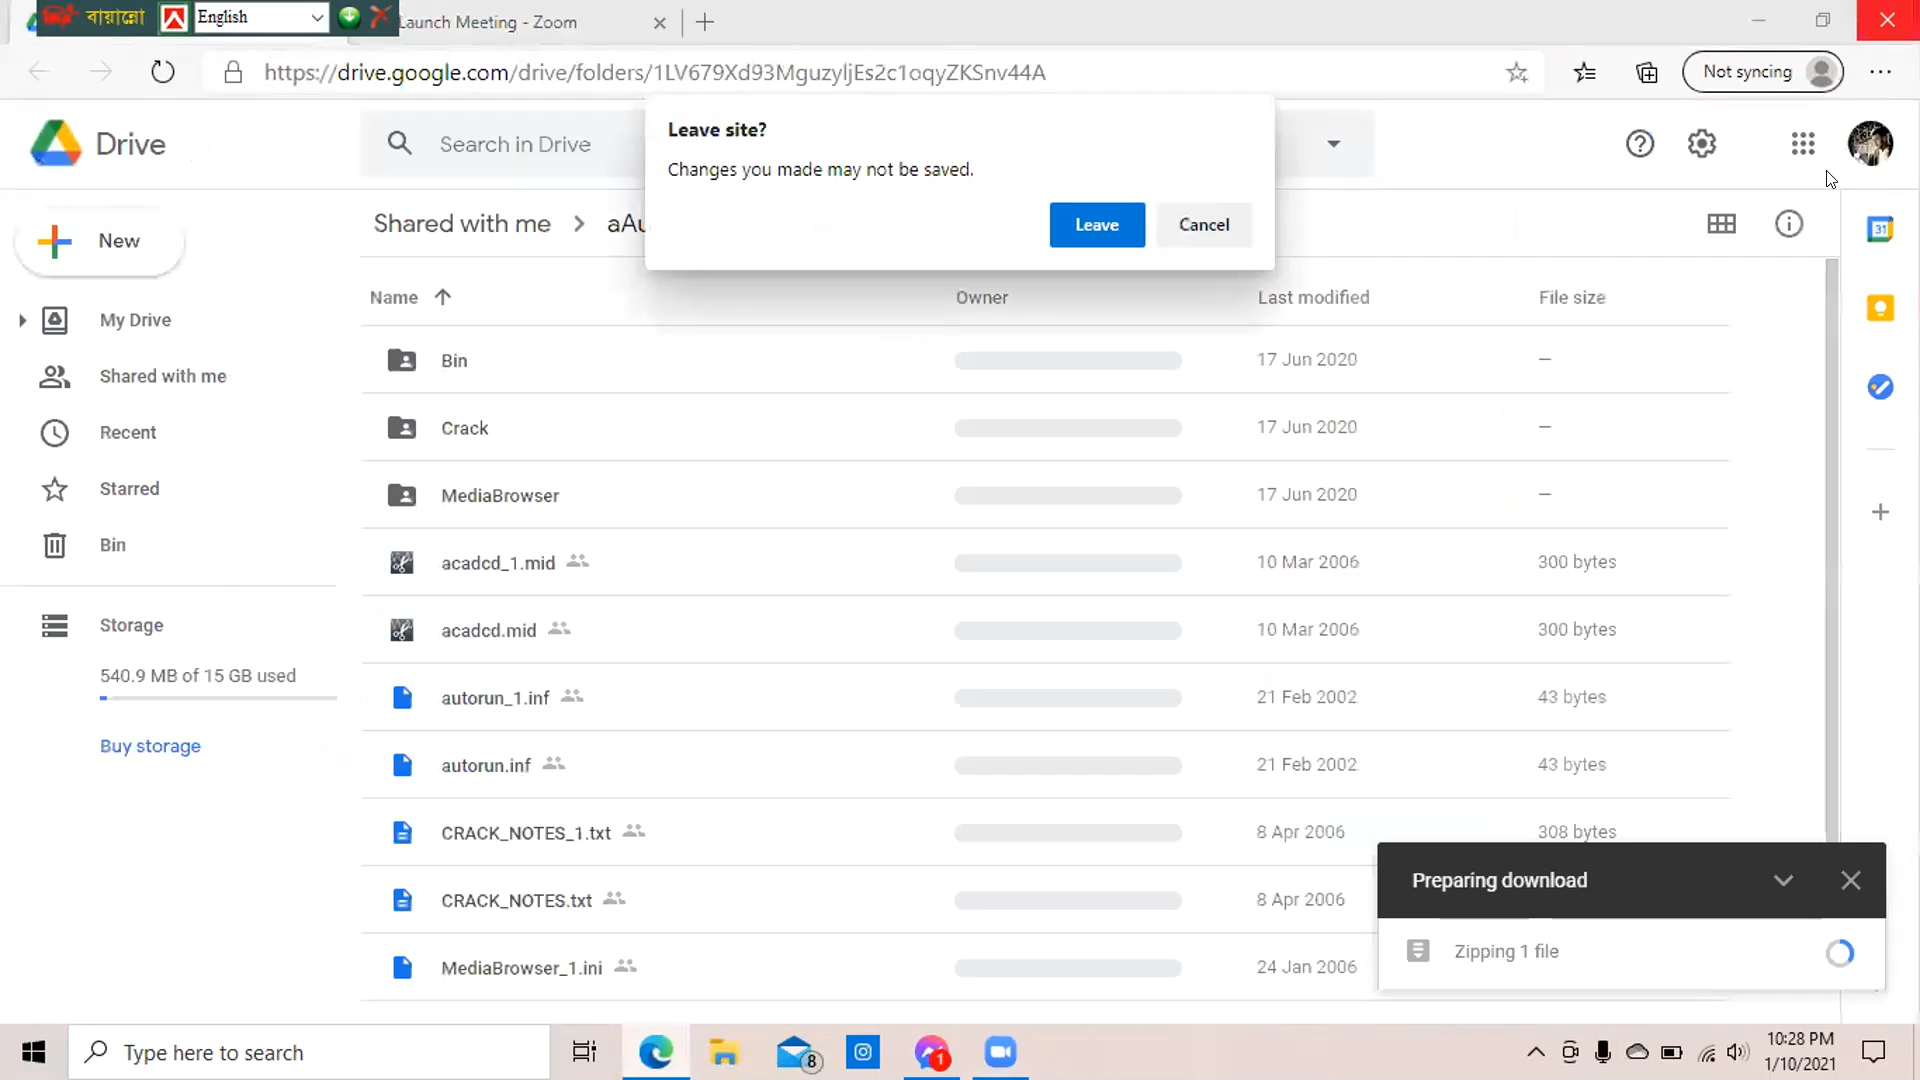 বায়ান্নো
English
Launch Meeting - Zoom
https://drive.google.com/drive/folders/1LV679Xd93MguzyljEs2c1oqyZKSnv44A
Not syncing
Leave site?
Changes you made may not be saved.
Leave
Cancel
Drive
Search in Drive
New
Shared with me
My Drive
Shared with me
Recent
Starred
Bin
Storage
540.9 MB of 15 GB used
Buy storage
Name Owner Last modified File size
Bin 17 Jun 2020 –
Crack 17 Jun 2020 –
MediaBrowser 17 Jun 2020 –
acadcd_1.mid 10 Mar 2006 300 bytes
acadcd.mid 10 Mar 2006 300 bytes
autorun_1.inf 21 Feb 2002 43 bytes
autorun.inf 21 Feb 2002 43 bytes
CRACK_NOTES_1.txt 8 Apr 2006 308 bytes
CRACK_NOTES.txt 8 Apr 2006
MediaBrowser_1.ini 24 Jan 2006
31
Preparing download
Zipping 1 file
Type here to search
8
1
10:28 PM
1/10/2021